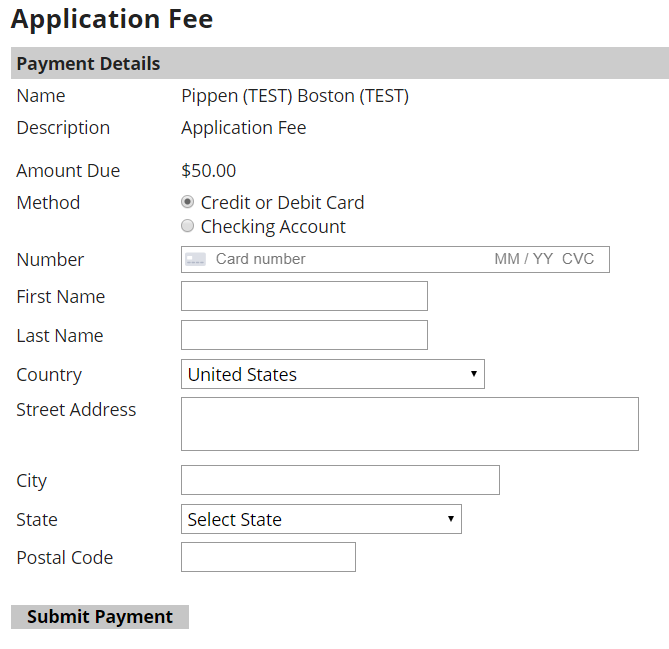 Application Fee
Payment Details
Name Pippen (TEST) Boston (TEST)
Description Application Fee
Amount Due $50.00
Method Credit or Debit Card
Checking Account
Number Card number MM / YY CVC
First Name
Last Name
Country United States
Street Address
City
State Select State
Postal Code
Submit Payment